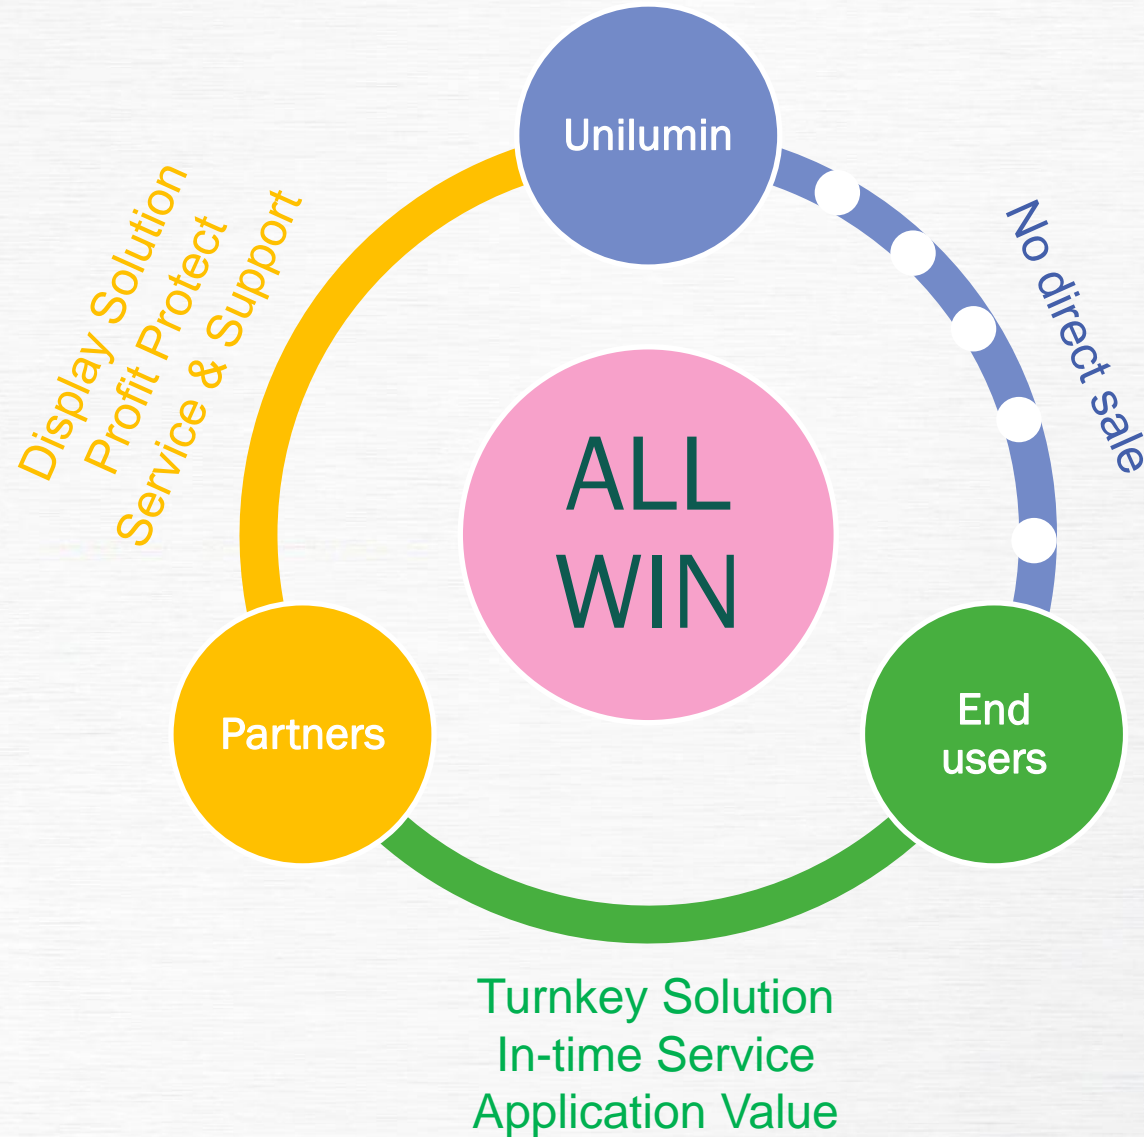 Unilumin
Display Solution
Profit Protect
Service & Support
No direct sale
ALL
WIN
Partners
End
users
Turnkey Solution
In-time Service
Application Value